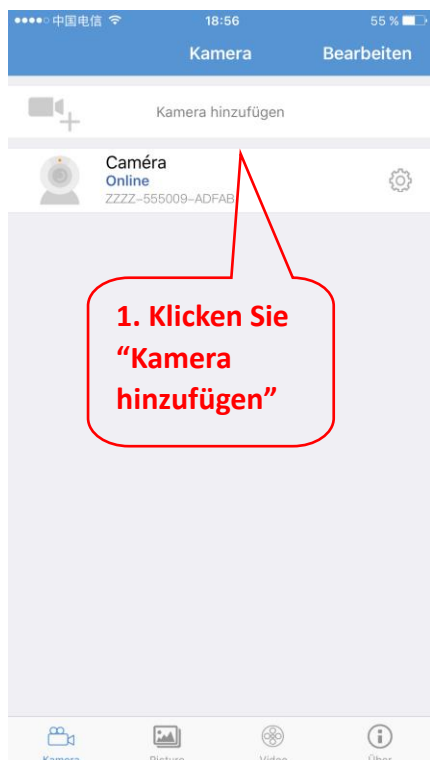 中国电信 18:56 55 %
Kamera Bearbeiten
Kamera hinzufügen
Caméra
Online
ZZZZ-555009-ADFAB
1. Klicken Sie
“Kamera
hinzufügen”
Kamera Picture Video Über